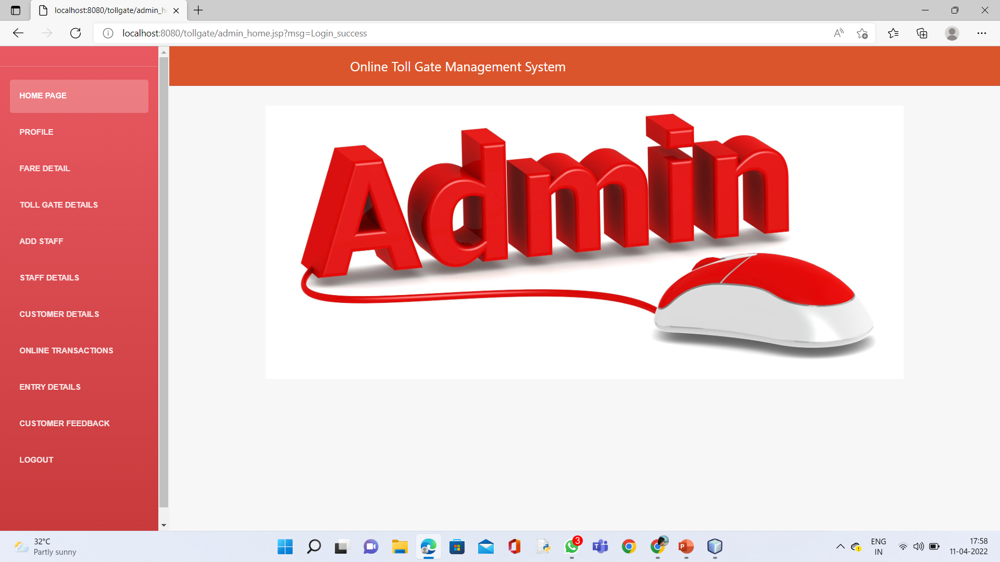 localhost:8080/tollgate/admin_h
localhost:8080/tollgate/admin_home.jsp?msg=Login_success
Online Toll Gate Management System
HOME PAGE
PROFILE
FARE DETAIL
TOLL GATE DETAILS
ADD STAFF
STAFF DETAILS
CUSTOMER DETAILS
ONLINE TRANSACTIONS
ENTRY DETAILS
CUSTOMER FEEDBACK
LOGOUT
Admin
32°C
Partly sunny
3
ENG
IN
17:58
11-04-2022